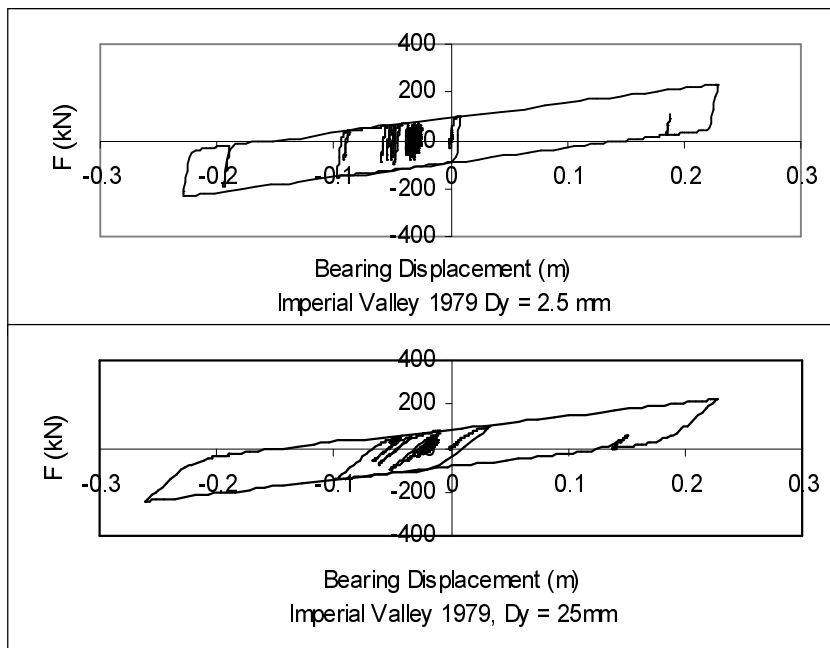 400
200
0
-0.3 -0.2 -0.1 0 0.1 0.2 0.3
-200
-400
F (kN)
Bearing Displacement (m)
Imperial Valley 1979 Dy = 2.5 mm
400
200
0
-0.3 -0.2 -0.1 0 0.1 0.2 0.3
-200
-400
F (kN)
Bearing Displacement (m)
Imperial Valley 1979, Dy = 25mm